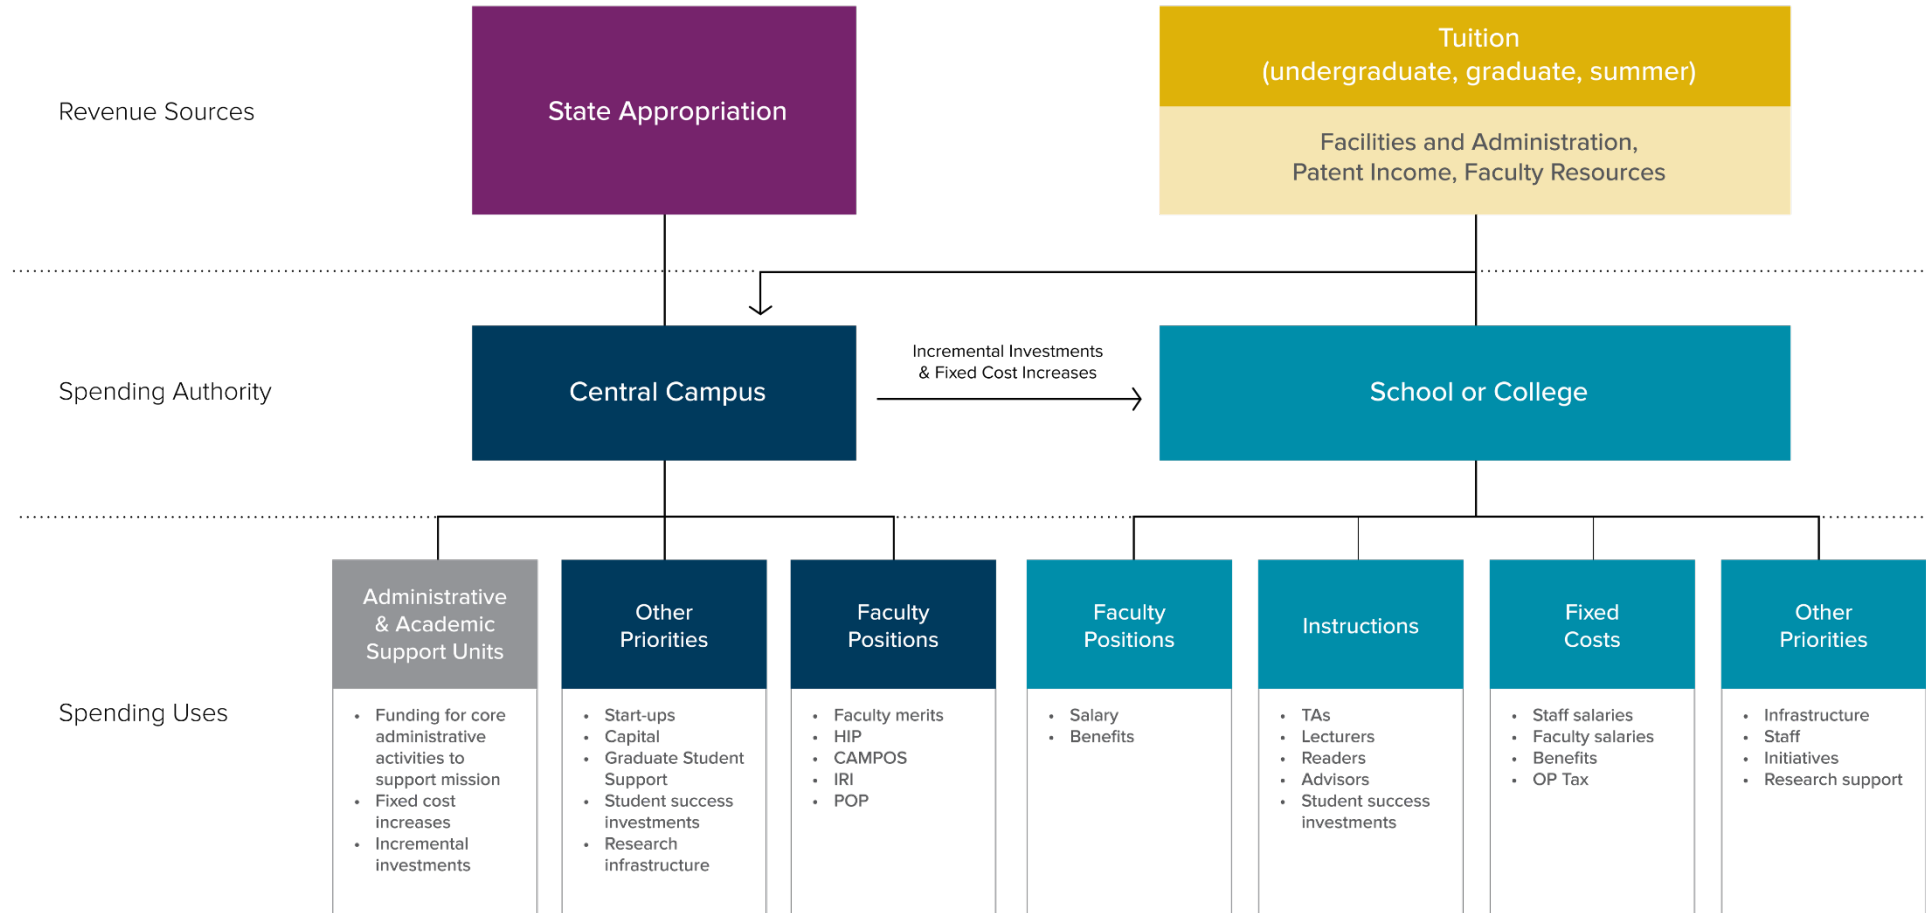 Revenue Sources
State Appropriation
Tuition
(undergraduate, graduate, summer)
Facilities and Administration,
Patent Income, Faculty Resources
Spending Authority
Central Campus
Incremental Investments
& Fixed Cost Increases
School or College
Spending Uses
Administrative
& Academic
Support Units
• Funding for core
administrative
activities to
support mission
• Fixed cost
increases
• Incremental
investments
Other
Priorities
• Start-ups
• Capital
• Graduate Student
Support
• Student success
investments
• Research
infrastructure
Faculty
Positions
• Faculty merits
• HIP
• CAMPOS
• IRI
• POP
Faculty
Positions
• Salary
• Benefits
Instructions
• TAs
• Lecturers
• Readers
• Advisors
• Student success
investments
Fixed
Costs
• Staff salaries
• Faculty salaries
• Benefits
• OP Tax
Other
Priorities
• Infrastructure
• Staff
• Initiatives
• Research support